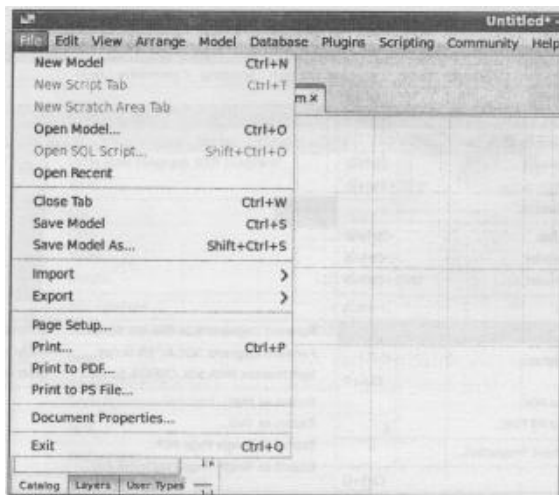 Untitled* -
File Edit View Arrange Model Database Plugins Scripting Community Help
New Model Ctrl+N
New Script Tab Ctrl+T
m ×
New Scratch Area Tab
Open Model... Ctrl+O
Open SQL Script... Shift+Ctrl+O
Open Recent
Close Tab Ctrl+W
Save Model Ctrl+S
Save Model As... Shift+Ctrl+S
Import >
Export >
Page Setup...
Print... Ctrl+P
Print to PDF...
Print to PS File...
Document Properties...
Exit Ctrl+Q
Catalog Layers User Types